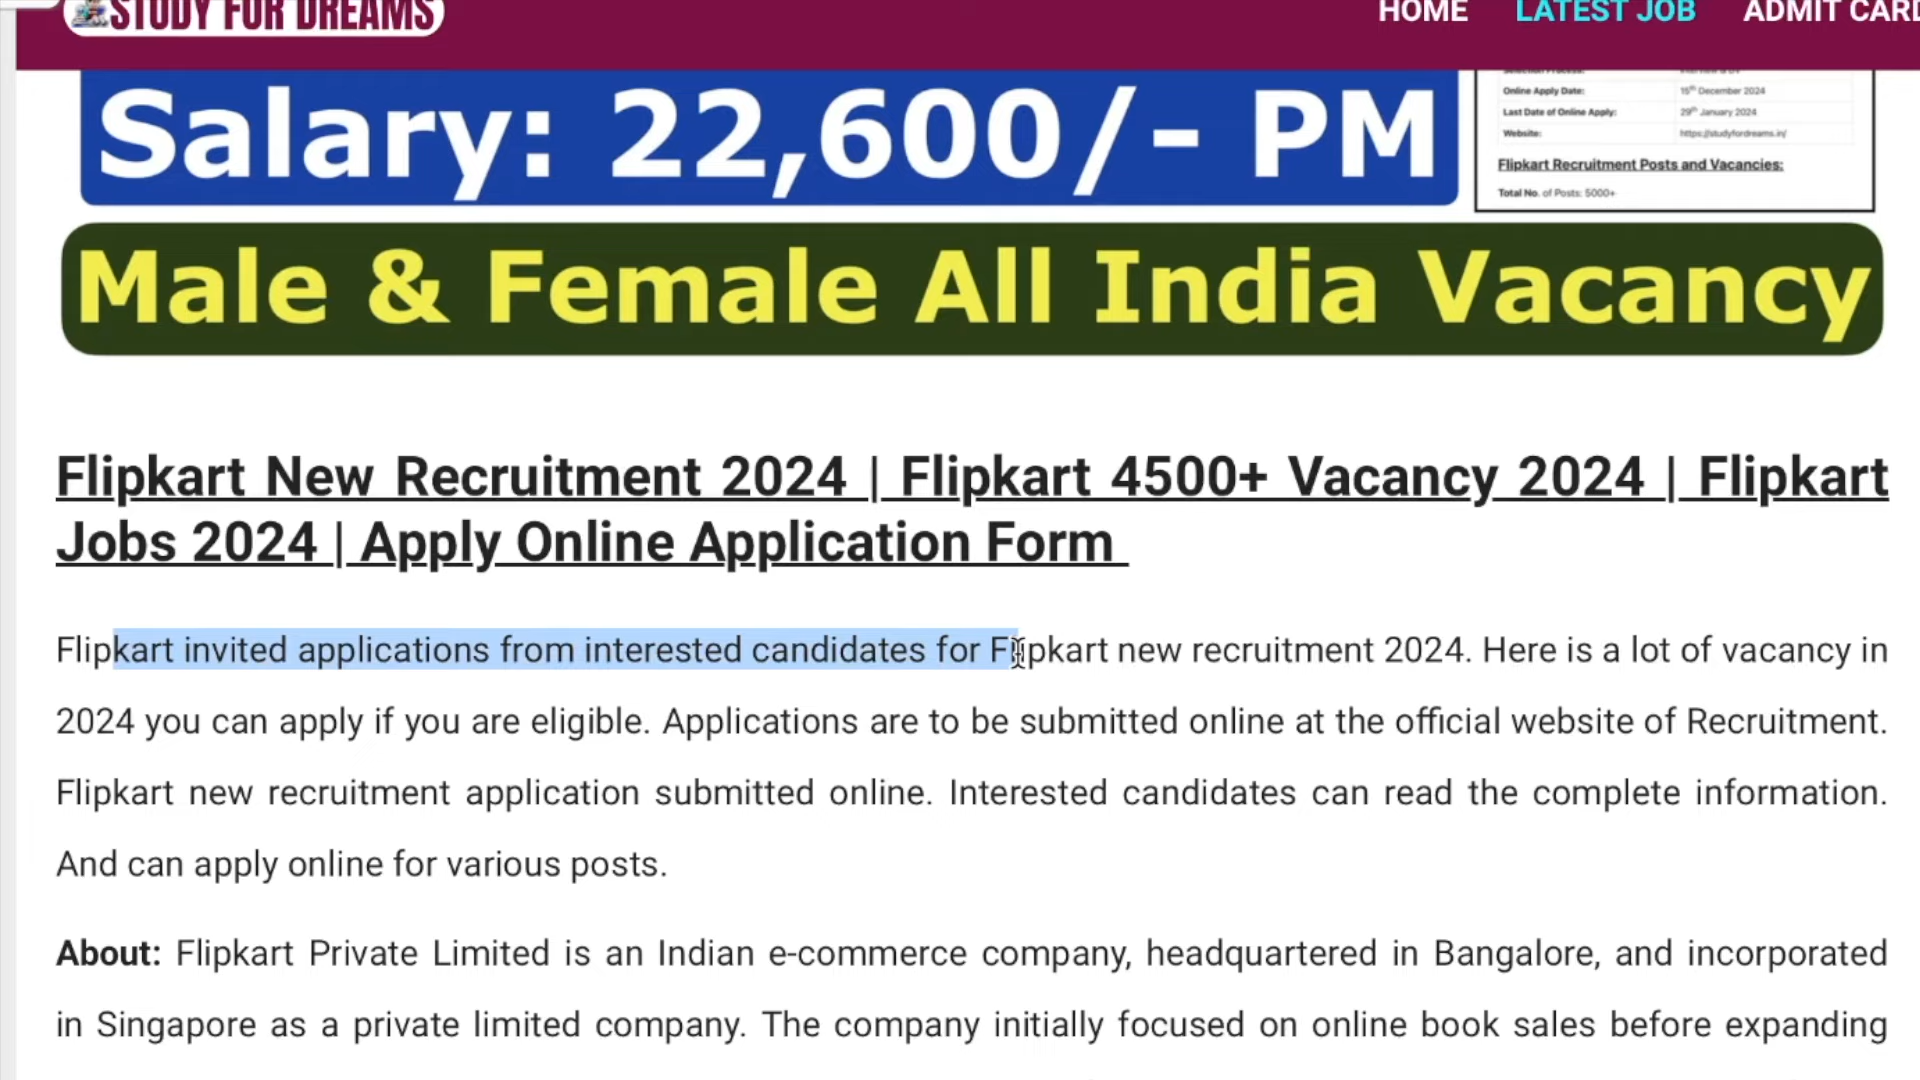 STUDY FOR DREAMS
HOME LATEST JOB ADMIT CARD
Salary: 22,600/- PM
Online Apply Date: 15th December 2024
Last Date of Online Apply: 29th January 2024
Website: https://studyfordreams.in/
Flipkart Recruitment Posts and Vacancies:
Total No. of Posts: 5000+
Male & Female All India Vacancy
Flipkart New Recruitment 2024 | Flipkart 4500+ Vacancy 2024 | Flipkart
Jobs 2024 | Apply Online Application Form
Flipkart invited applications from interested candidates for Flipkart new recruitment 2024. Here is a lot of vacancy in
2024 you can apply if you are eligible. Applications are to be submitted online at the official website of Recruitment.
Flipkart new recruitment application submitted online. Interested candidates can read the complete information.
And can apply online for various posts.
About: Flipkart Private Limited is an Indian e-commerce company, headquartered in Bangalore, and incorporated
in Singapore as a private limited company. The company initially focused on online book sales before expanding